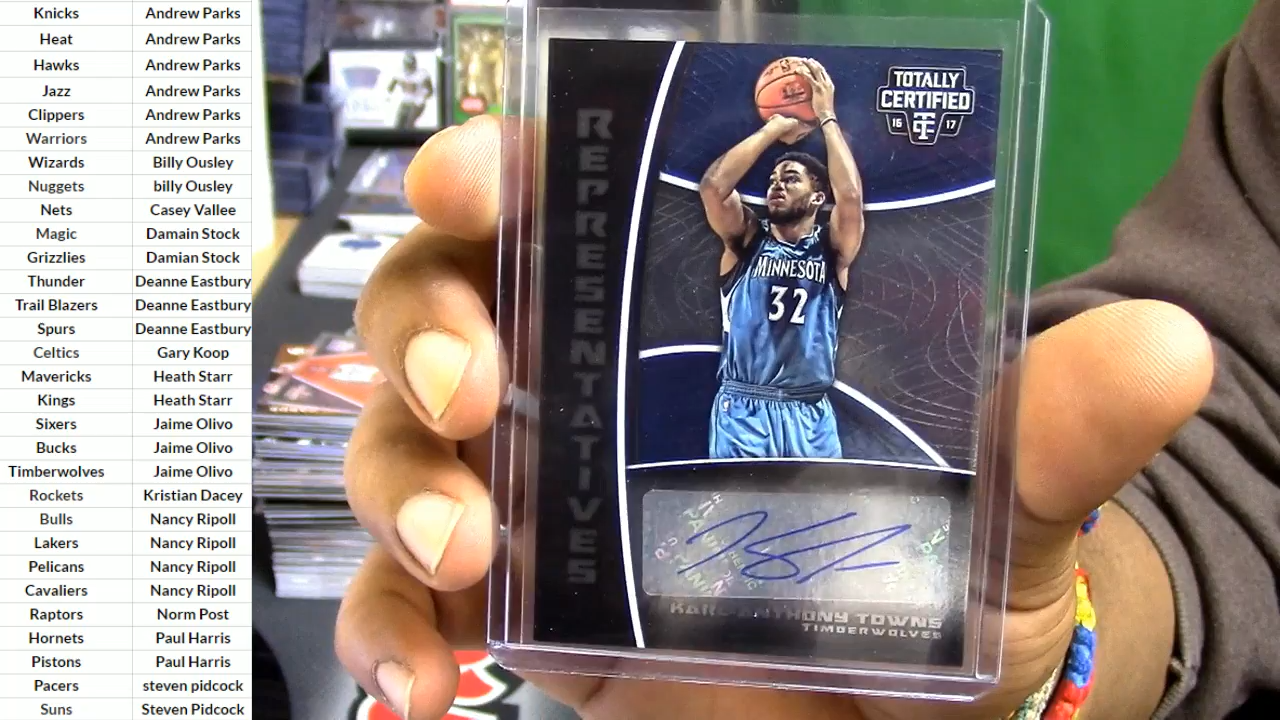 Knicks Andrew Parks
Heat Andrew Parks
Hawks Andrew Parks
Jazz Andrew Parks
Clippers Andrew Parks
Warriors Andrew Parks
Wizards Billy Ousley
Nuggets billy Ousley
Nets Casey Vallee
Magic Damain Stock
Grizzlies Damian Stock
Thunder Deanne Eastbury
Trail Blazers Deanne Eastbury
Spurs Deanne Eastbury
Celtics Gary Koop
Mavericks Heath Starr
Kings Heath Starr
Sixers Jaime Olivo
Bucks Jaime Olivo
Timberwolves Jaime Olivo
Rockets Kristian Dacey
Bulls Nancy Ripoll
Lakers Nancy Ripoll
Pelicans Nancy Ripoll
Cavaliers Nancy Ripoll
Raptors Norm Post
Hornets Paul Harris
Pistons Paul Harris
Pacers steven pidcock
Suns Steven Pidcock
REPRESENTATIVES
TOTALLY
CERTIFIED
16 TC 17
MINNESOTA
32
KARL-ANTHONY TOWNS
TIMBERWOLVES